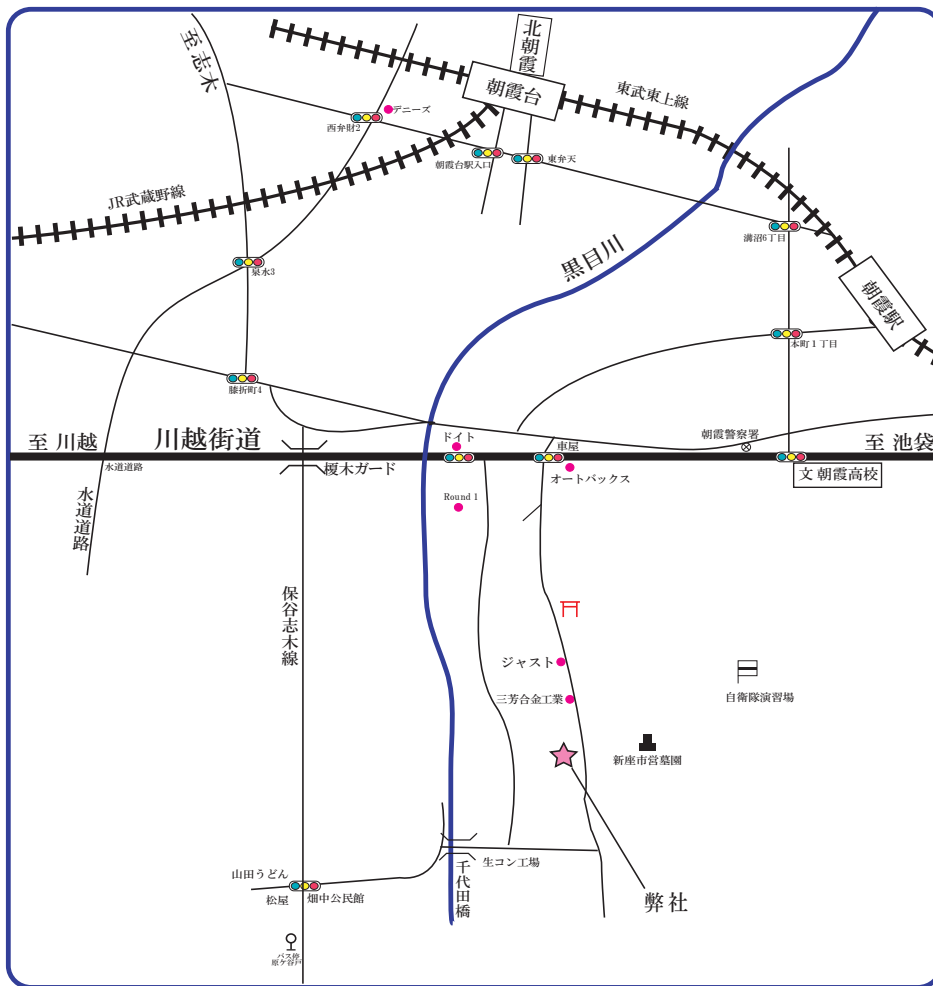 北朝霞
至 志木
朝霞台
東武東上線
デニーズ
西弁財2
朝霞台駅入口
東弁天
JR武蔵野線
溝沼6丁目
黒目川
泉水3
朝霞駅
本町１丁目
膝折町4
至 川越
川越街道
ドイト
車屋
朝霞警察署
至 池袋
水道道路
榎木ガード
オートバックス
文 朝霞高校
水道道路
Round 1
保谷志木線
ジャスト
三芳合金工業
自衛隊演習場
新座市営墓園
生コン工場
千代田橋
山田うどん
松屋
畑中公民館
弊社
バス停
原ケ谷戸